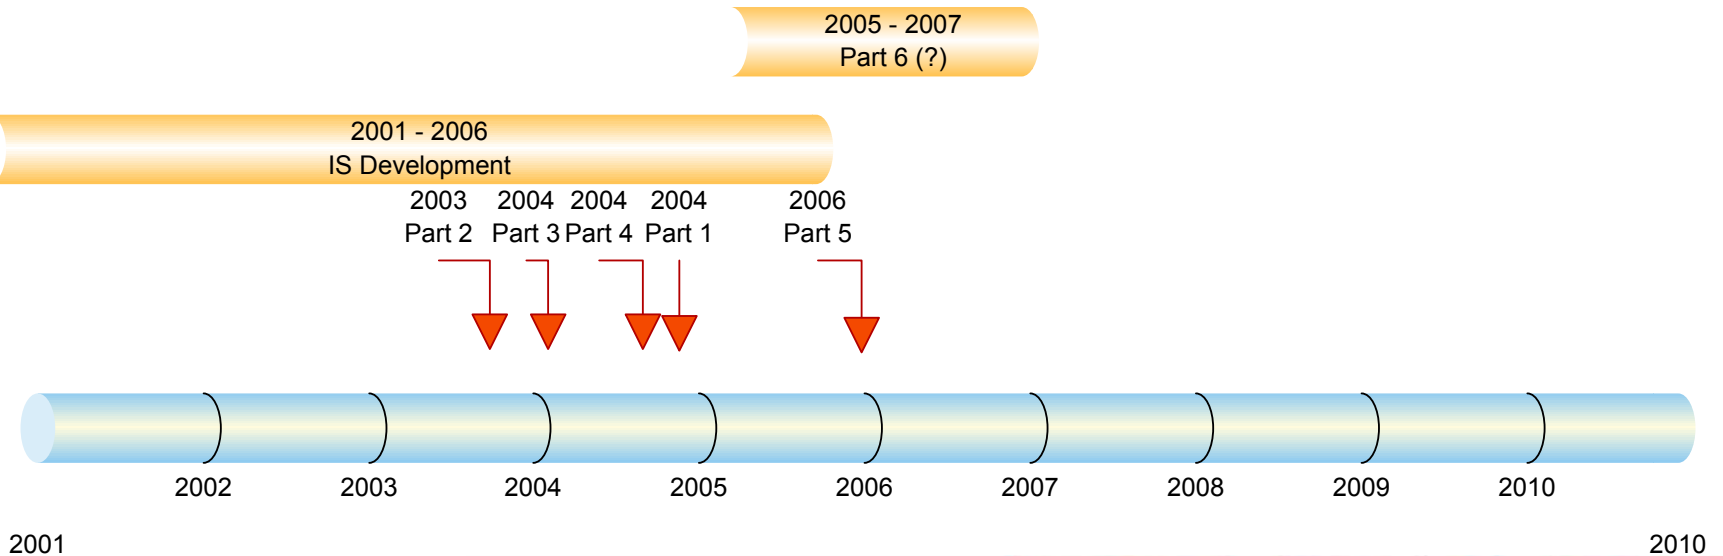 2005 - 2007
Part 6 (?)
2001 - 2006
IS Development
2003 2004 2004 2004 2006
Part 2 Part 3 Part 4 Part 1 Part 5
2002 2003 2004 2005 2006 2007 2008 2009 2010
2001 2010